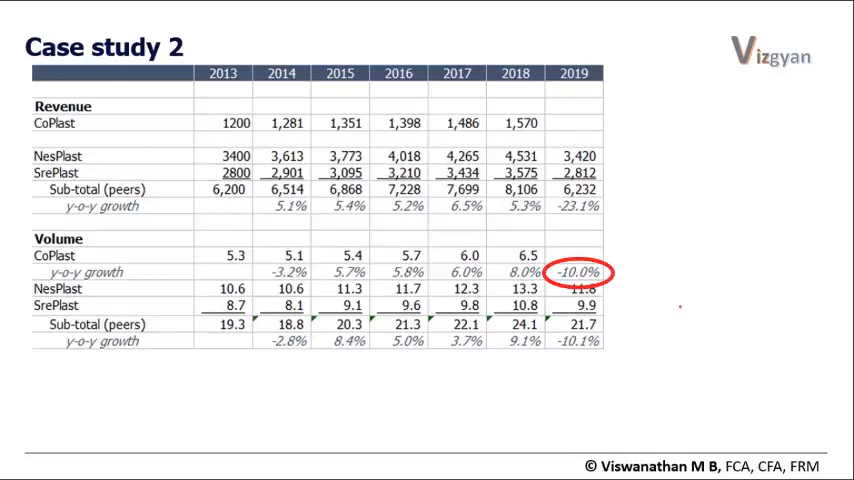 Case study 2
Vizgyan
2013 2014 2015 2016 2017 2018 2019
Revenue
CoPlast 1200 1,281 1,351 1,398 1,486 1,570
NesPlast 3400 3,613 3,773 4,018 4,265 4,531 3,420
SrePlast 2800 2,901 3,095 3,210 3,434 3,575 2,812
Sub-total (peers) 6,200 6,514 6,868 7,228 7,699 8,106 6,232
y-o-y growth 5.1% 5.4% 5.2% 6.5% 5.3% -23.1%
Volume
CoPlast 5.3 5.1 5.4 5.7 6.0 6.5
y-o-y growth -3.2% 5.7% 5.8% 6.0% 8.0% -10.0%
NesPlast 10.6 10.6 11.3 11.7 12.3 13.3 11.8
SrePlast 8.7 8.1 9.1 9.6 9.8 10.8 9.9
Sub-total (peers) 19.3 18.8 20.3 21.3 22.1 24.1 21.7
y-o-y growth -2.8% 8.4% 5.0% 3.7% 9.1% -10.1%
© Viswanathan M B, FCA, CFA, FRM